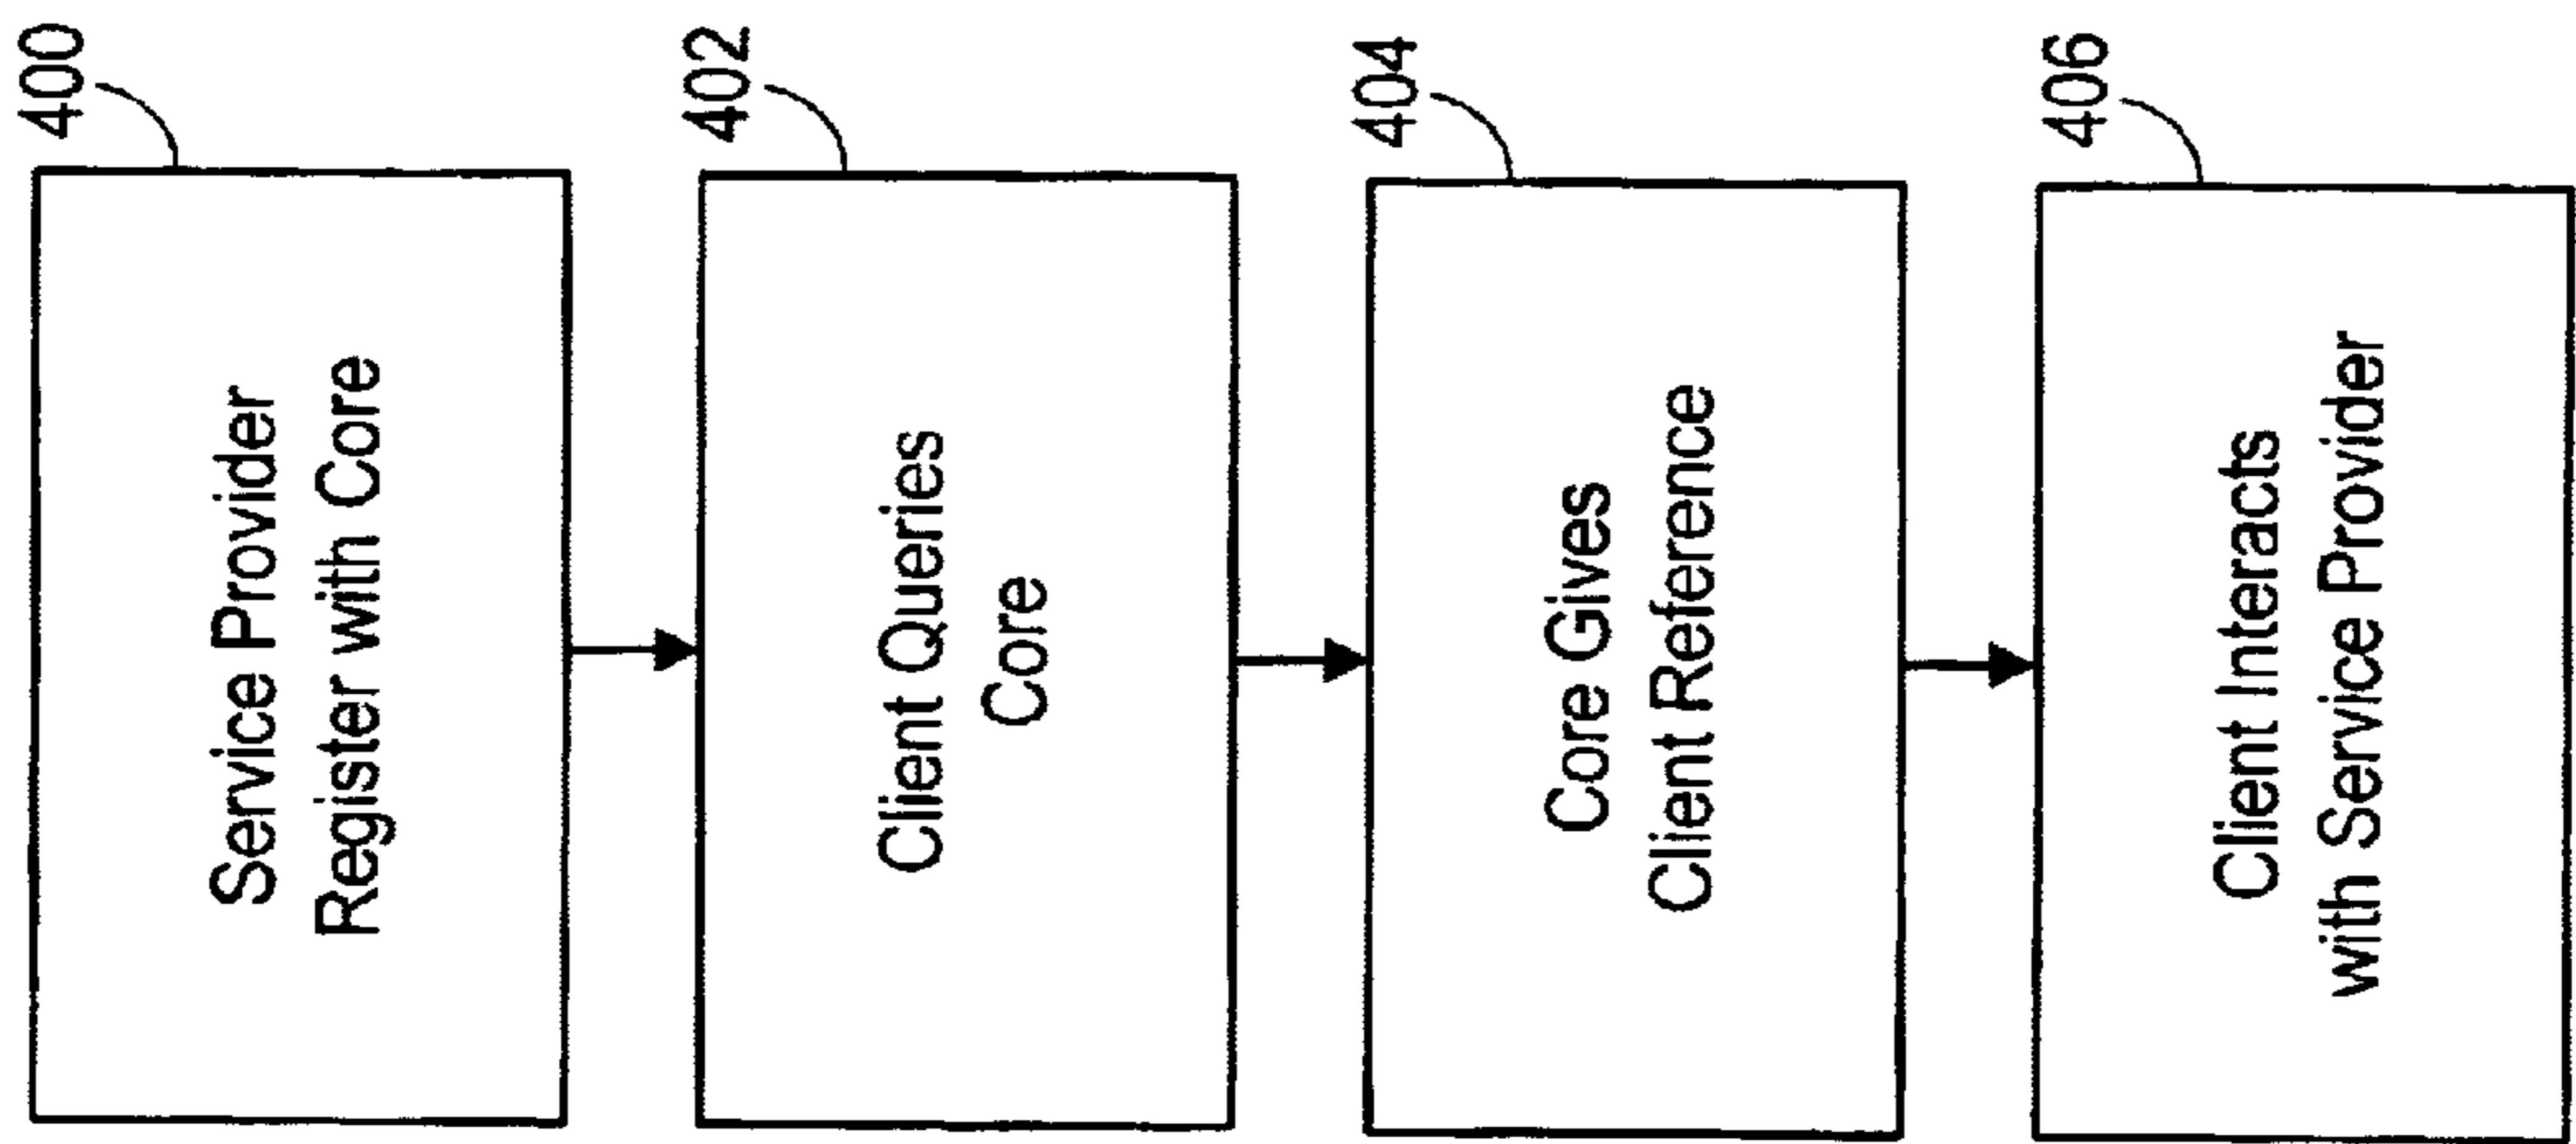 400
Service Provider
Register with Core
402
Client Queries
Core
404
Core Gives
Client Reference
406
Client Interacts
with Service Provider